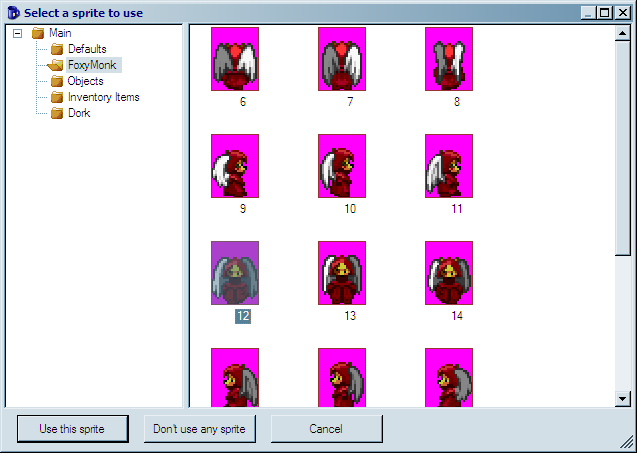 Select a sprite to use
Main
Defaults
FoxyMonk
Objects
Inventory Items
Dork
6 7 8
9 10 11
12 13 14
Use this sprite Don't use any sprite Cancel